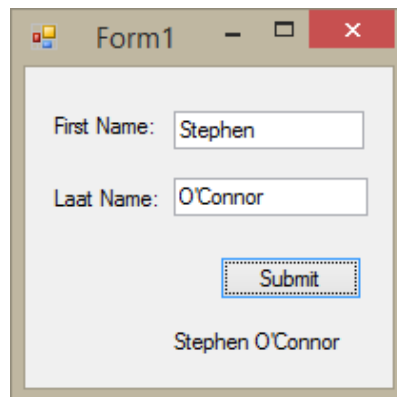 Form1
First Name: Stephen
Laat Name: O'Connor
Submit
Stephen O'Connor